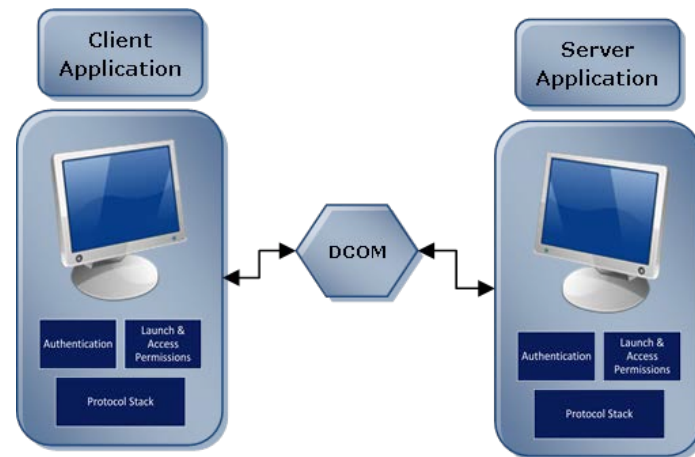 Client
Application
Server
Application
DCOM
Authentication
Launch &
Access
Permissions
Protocol Stack
Authentication
Launch &
Access
Permissions
Protocol Stack